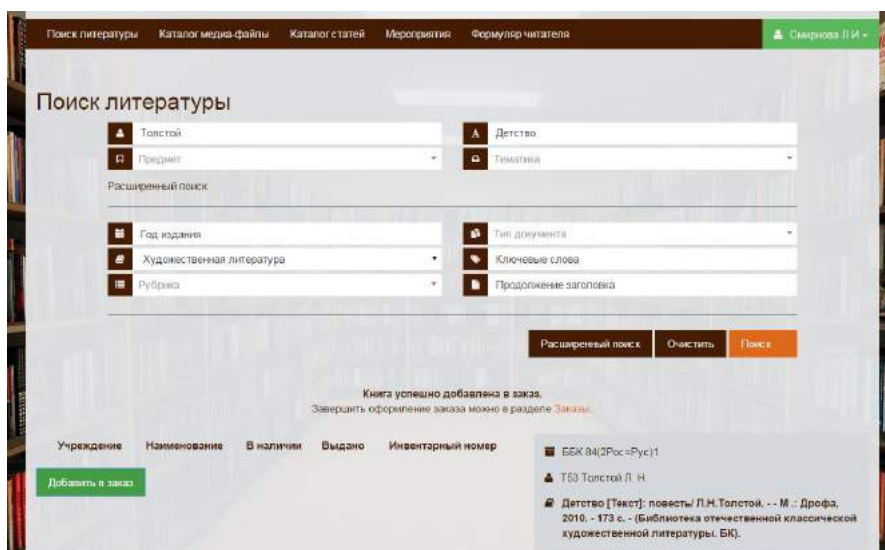 Поиск литературы Каталог медиа-файлы Каталог статей Мероприятия Формуляр читателя Смирнова Л И
Поиск литературы
Толстой Детство
Предмет Тематика
Расширенный поиск
Год издания Тип документа
Художественная литература Ключевые слова
Рубрика Продолжение заголовка
Расширенный поиск Очистить Поиск
Книга успешно добавлена в заказ.
Завершить оформление заказа можно в разделе Заказы.
Учреждение Наименование В наличии Выдано Инвентарный номер
ББК 84(2Рос=Рус)1
Добавить в заказ
Т53 Толстой Л. Н.
Детство [Текст]: повесть/ Л.Н.Толстой. - - М .: Дрофа,
2010. - 173 с. - (Библиотека отечественной классической
художественной литературы. БК).